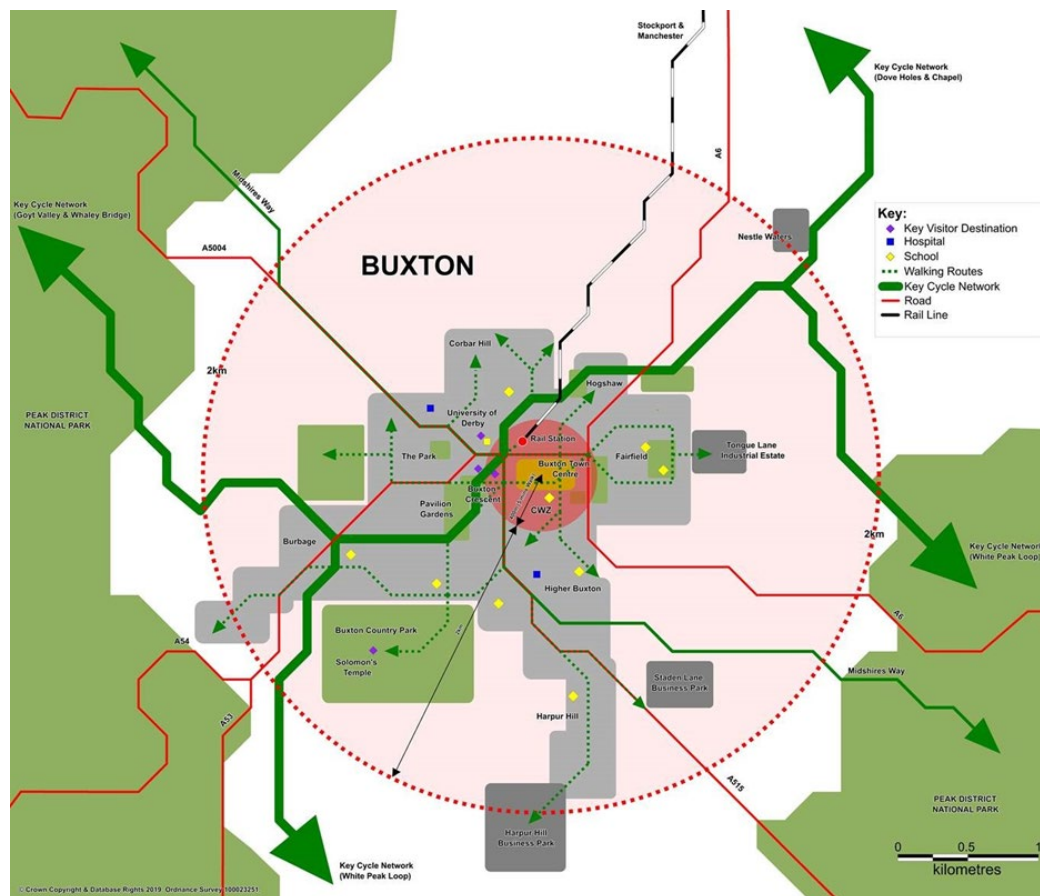 Stockport &
Manchester
Key Cycle Network
(Dove Holes & Chapel)
A6
Midshires Way
Key Cycle Network
(Goyt Valley & Whaley Bridge)
A5004
Nestle Waters
Key:
Key Visitor Destination
Hospital
School
Walking Routes
Key Cycle Network
Road
Rail Line
BUXTON
2km
Corbar Hill
Hogshaw
PEAK DISTRICT
NATIONAL PARK
University of
Derby
Rail Station
The Park
Buxton Town
Centre
Fairfield
Tongue Lane
Industrial Estate
Buxton
Crescent
Pavilion
Gardens
CWZ
2km
Burbage
Key Cycle Network
(White Peak Loop)
Higher Buxton
A6
Buxton Country Park
2km
A54
Solomon's
Temple
Midshires Way
Staden Lane
Business Park
A53
Harpur Hill
A515
PEAK DISTRICT
NATIONAL PARK
Harpur Hill
Business Park
0 0.5 1
kilometres
Key Cycle Network
(White Peak Loop)
© Crown Copyright & Database Rights 2019 Ordnance Survey 100023251